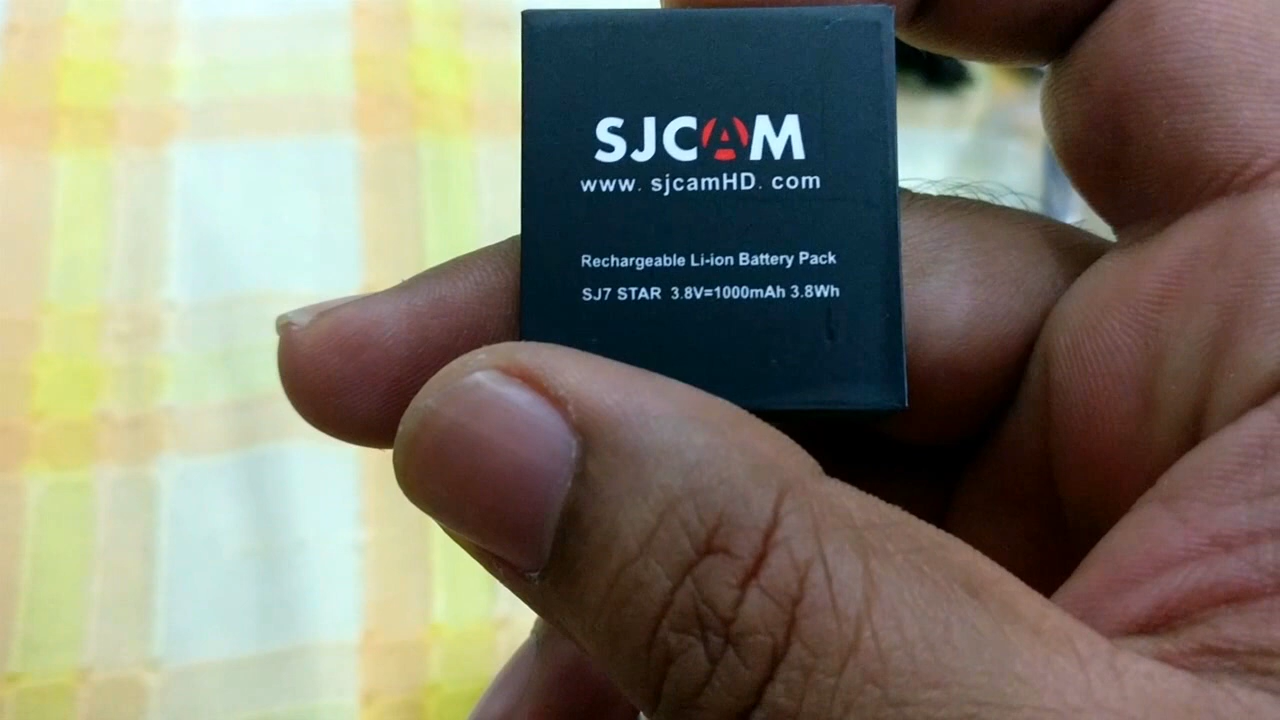 SJCAM
www. sjcamHD. com
Rechargeable Li-ion Battery Pack
SJ7 STAR 3.8V=1000mAh 3.8Wh